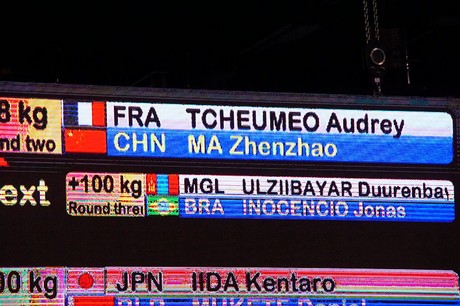 8 kg FRA TCHEUMEO Audrey
nd two CHN MA Zhenzhao
ext +100 kg MGL ULZIIBAYAR Duurenbay
Round three BRA INOCENCIO Jonas
00 kg JPN IIDA Kentaro